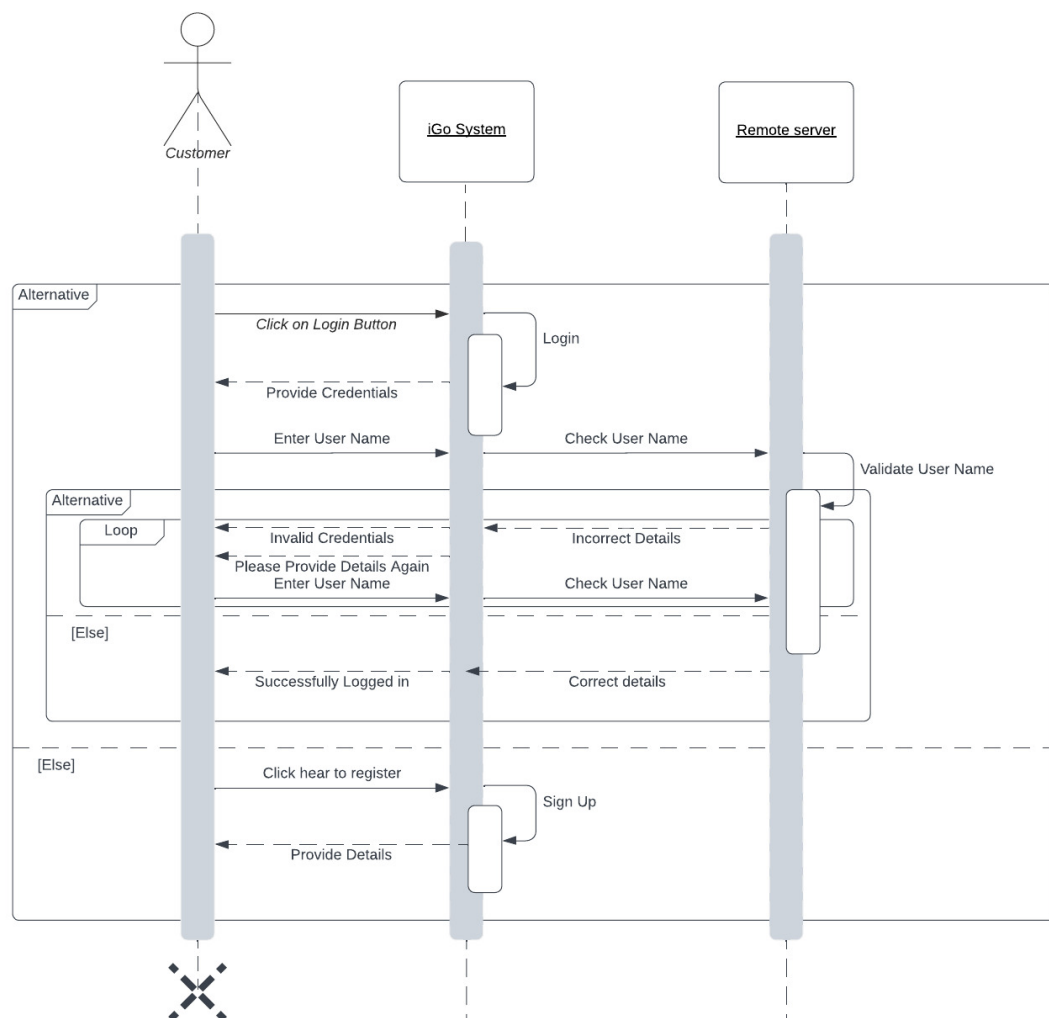 Customer
iGo System
Remote server
Alternative
Click on Login Button
Login
Provide Credentials
Enter User Name
Check User Name
Validate User Name
Alternative
Loop
Invalid Credentials
Incorrect Details
Please Provide Details Again
Enter User Name
Check User Name
[Else]
Successfully Logged in
Correct details
[Else]
Click hear to register
Sign Up
Provide Details